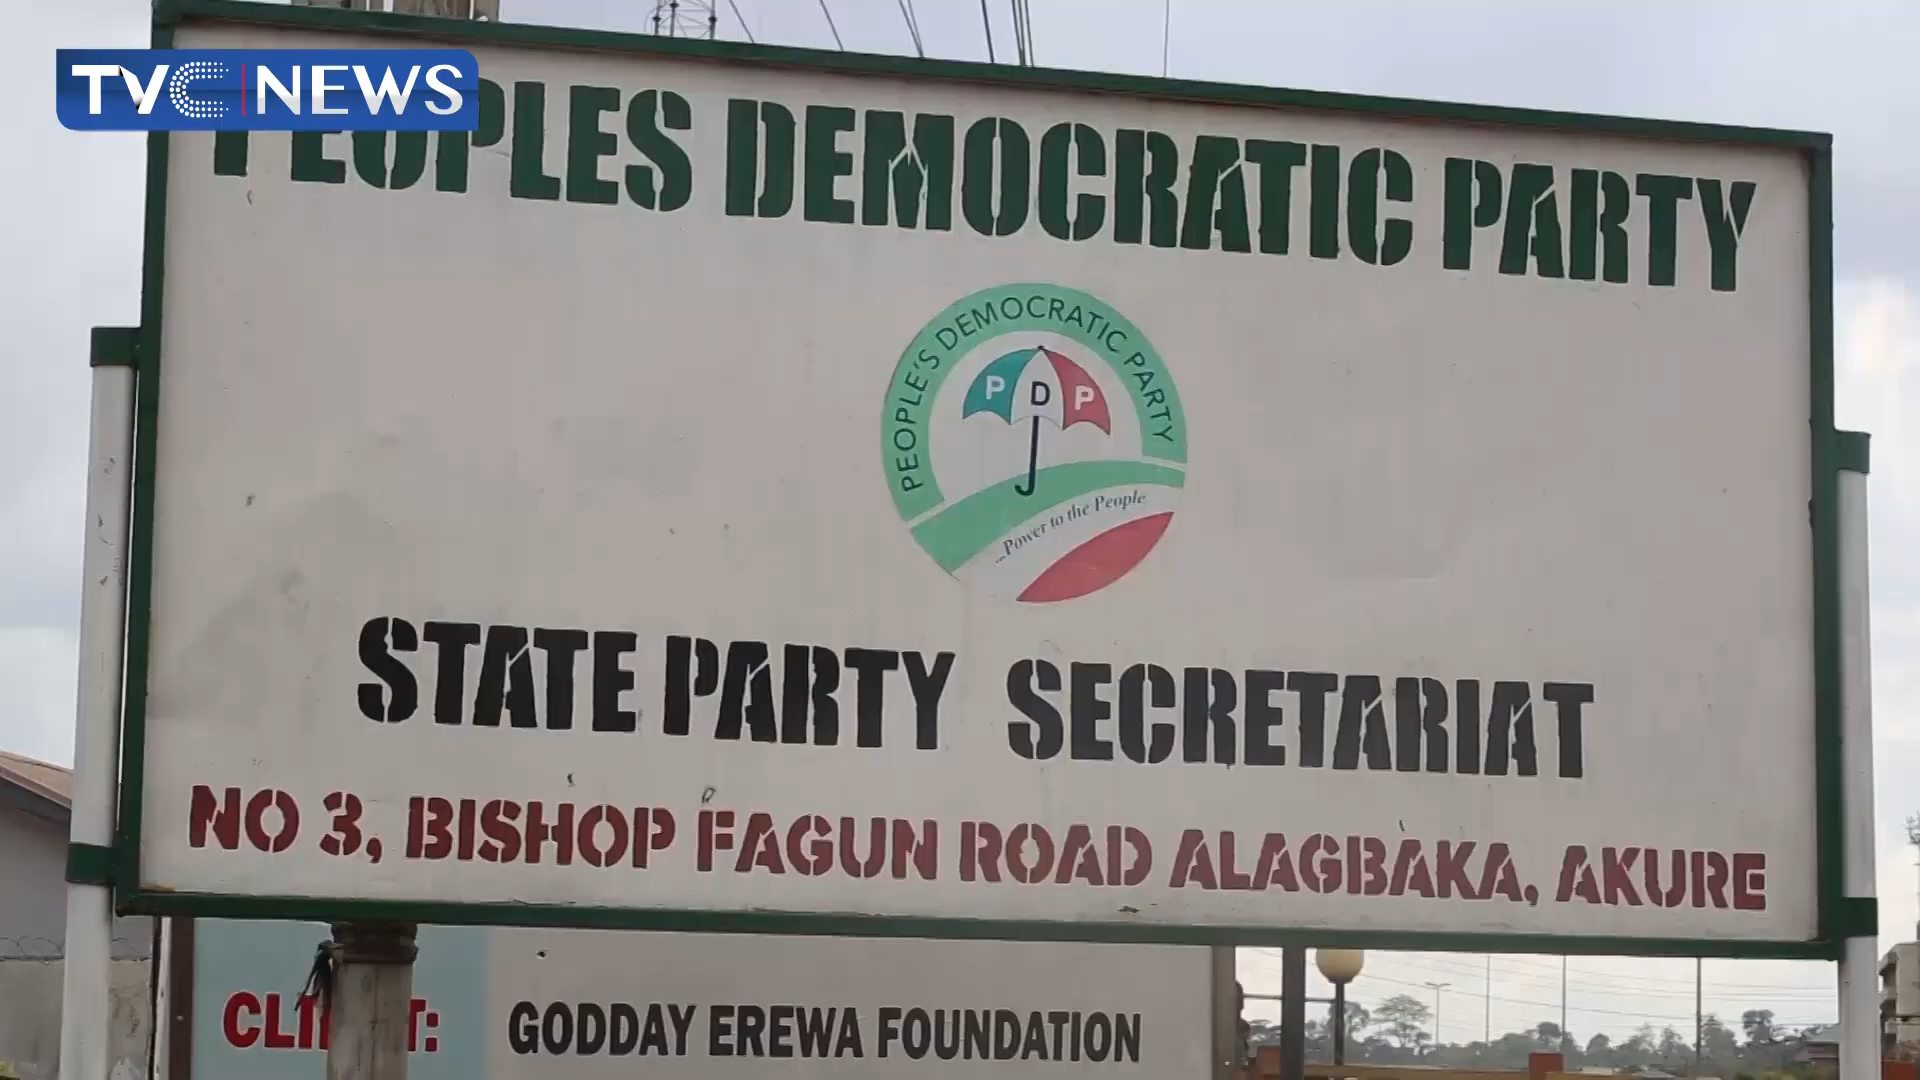 TVC NEWS
PEOPLES DEMOCRATIC PARTY
PEOPLE'S DEMOCRATIC PARTY
P D P
...Power to the People
STATE PARTY SECRETARIAT
NO 3, BISHOP FAGUN ROAD ALAGBAKA, AKURE
GODDAY EREWA FOUNDATION